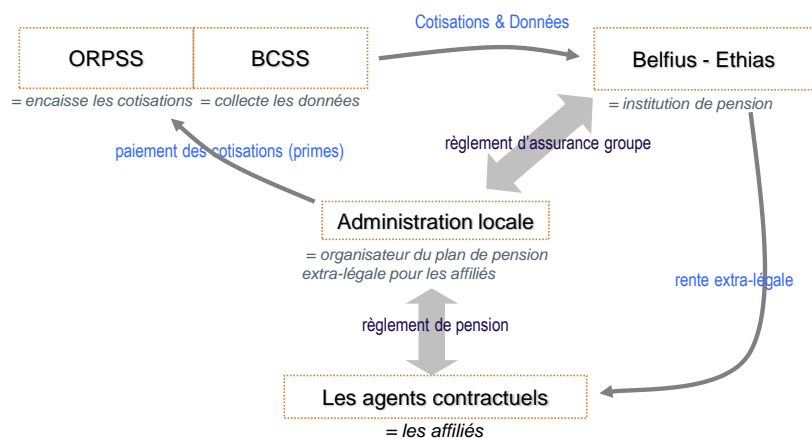 Cotisations & Données
ORPSS
BCSS
Belfius - Ethias
= encaisse les cotisations
= collecte les données
= institution de pension
paiement des cotisations (primes)
règlement d'assurance groupe
Administration locale
= organisateur du plan de pension
extra-légale pour les affiliés
rente extra-légale
règlement de pension
Les agents contractuels
= les affiliés